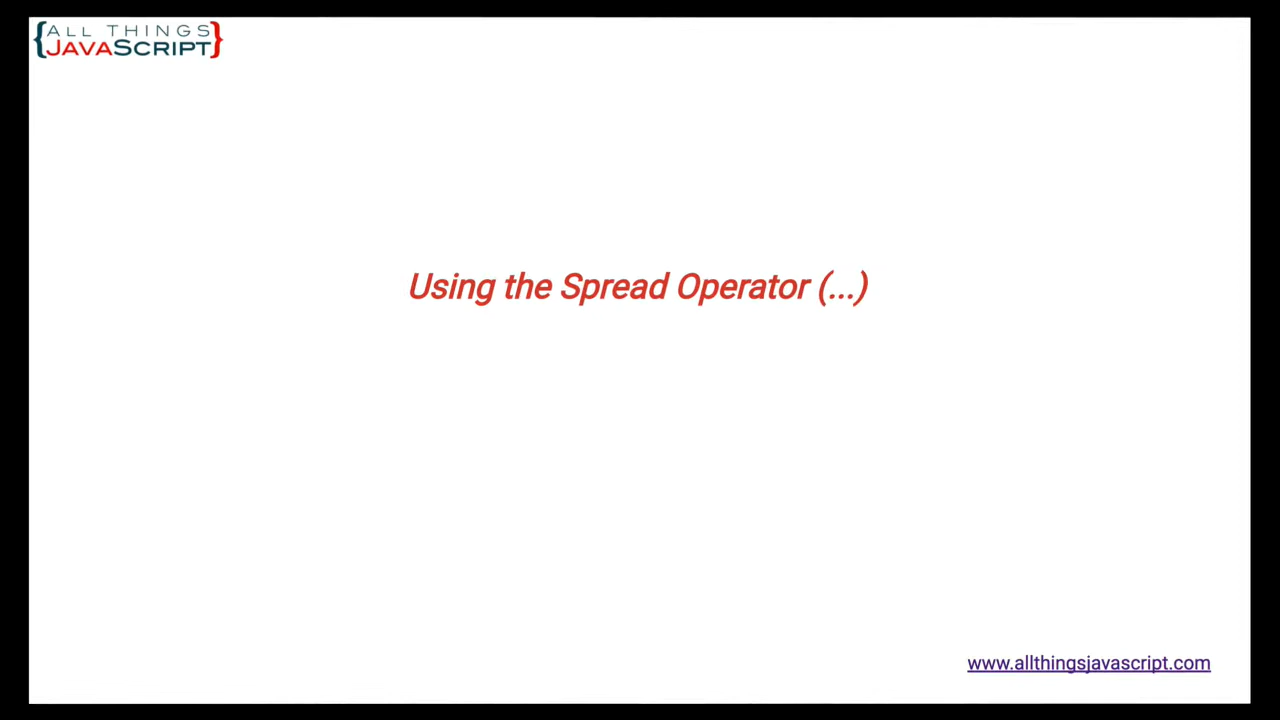 {ALL THINGS
JAVASCRIPT}
Using the Spread Operator (...)
www.allthingsjavascript.com